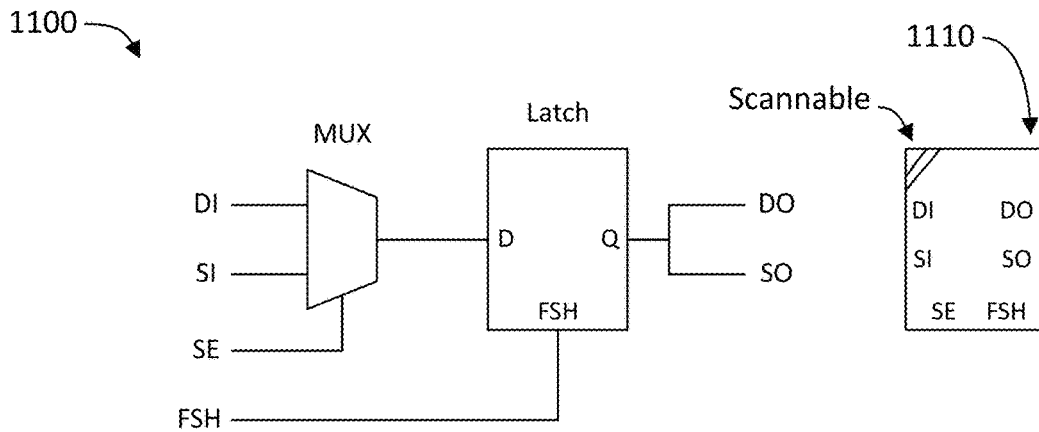 1100
1110
Scannable
Latch
MUX
DI
DO
D
Q
SI
SO
FSH
SE
FSH
DI DO
SI SO
SE FSH